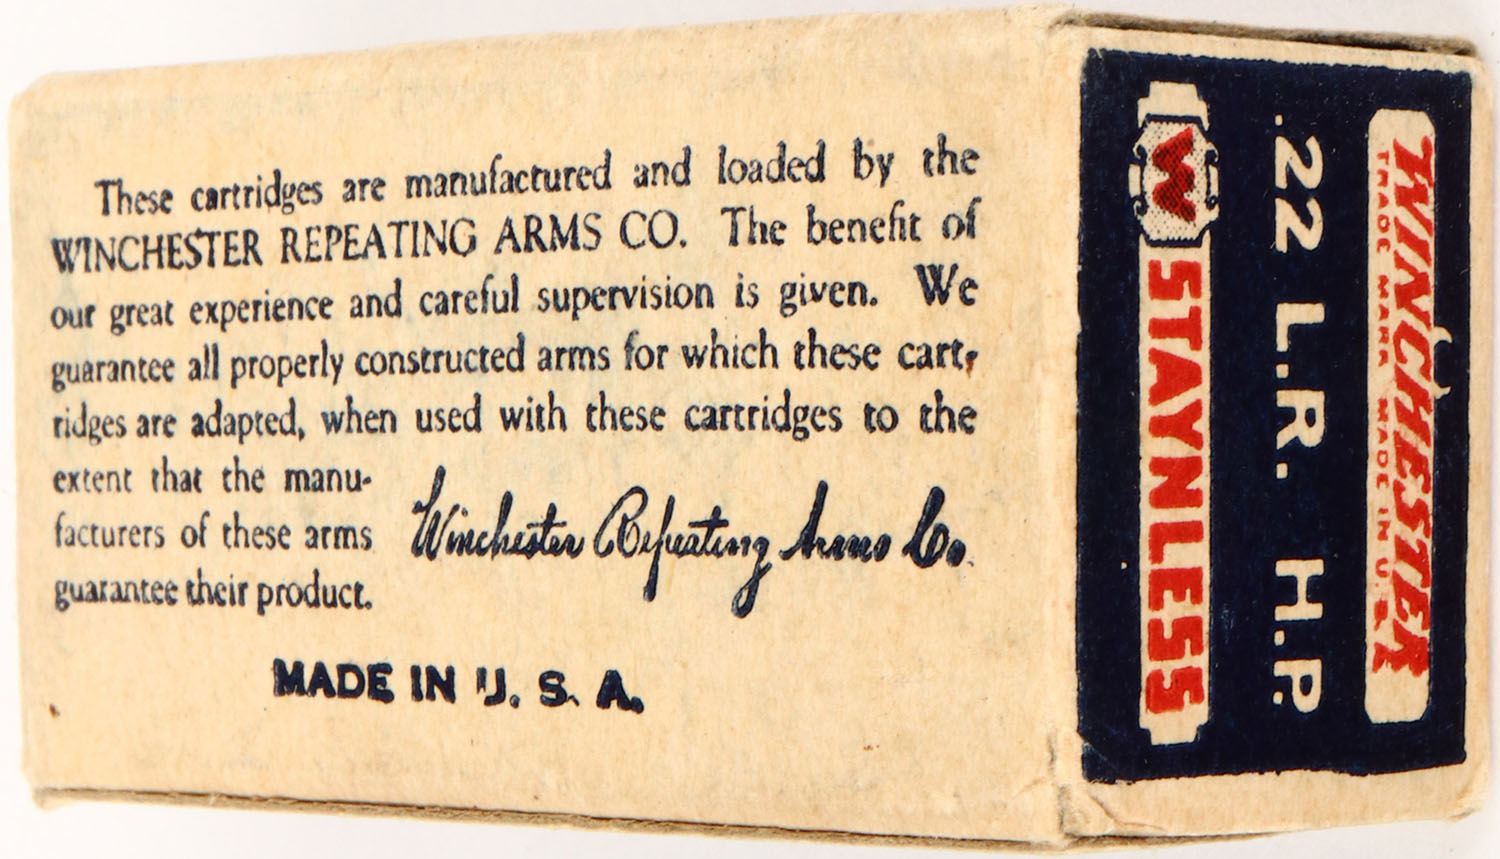 These cartridges are manufactured and loaded by the
WINCHESTER REPEATING ARMS CO. The benefit of
our great experience and careful supervision is given. We
guarantee all properly constructed arms for which these cart-
ridges are adapted, when used with these cartridges to the
extent that the manu-
facturers of these arms
guarantee their product.
Winchester Repeating Arms Co.
MADE IN U. S. A.
WINCHESTER
TRADE MARK MADE IN U.S.A.
.22 L.R. H.P.
W STAYNLESS